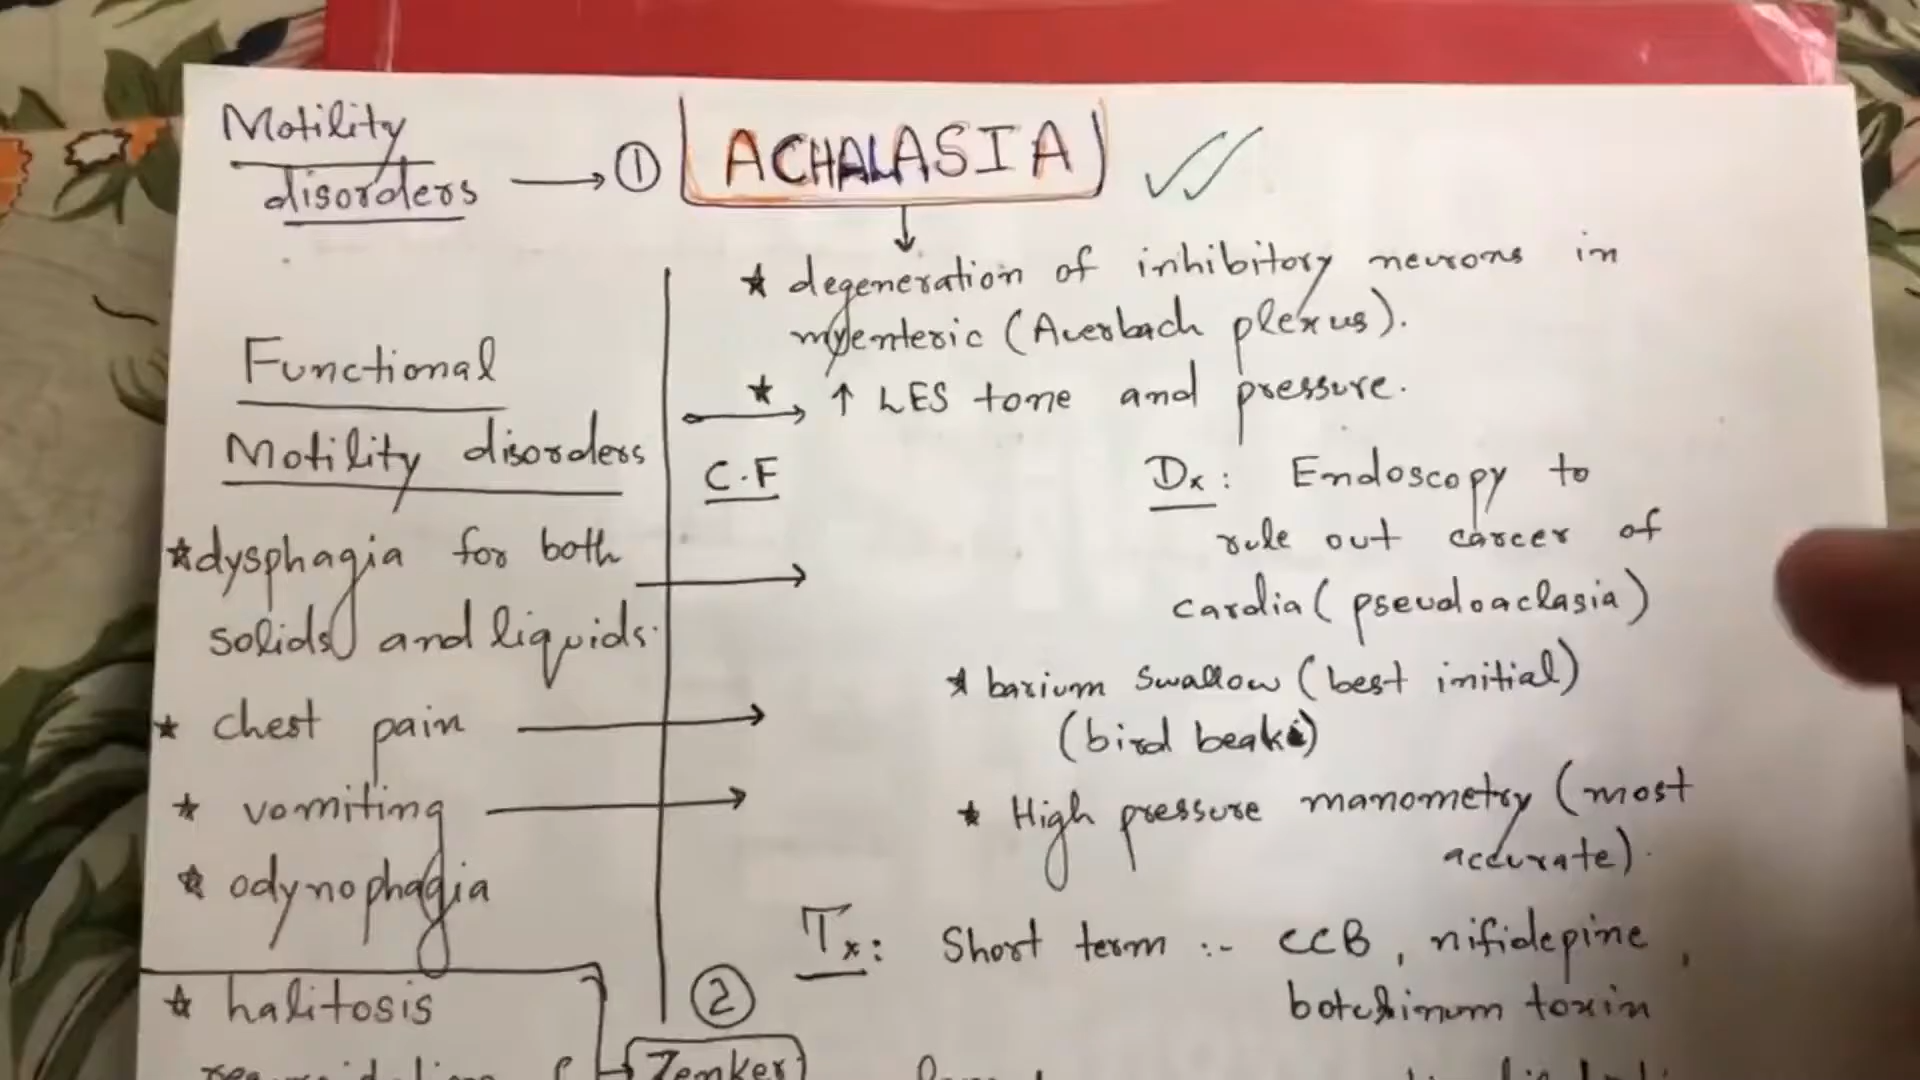 Motility
disorders → ① ACHALASIA ✓✓
Functional
Motility disorders
★ dysphagia for both
solids and liquids.
★ chest pain →
★ vomiting →
★ odynophagia
★ halitosis
★ degeneration of inhibitory neurons in
myenteric (Auerbach plexus).
★ ↑ LES tone and pressure.
C.F
Dx: Endoscopy to
rule out carcer of
cardia (pseudoaclasia)
★ barium swallow (best initial)
(bird beak)
★ High pressure manometry (most
accurate).
Tx: Short term :- CCB, nifidepine,
botchinum toxin
②
Zenker